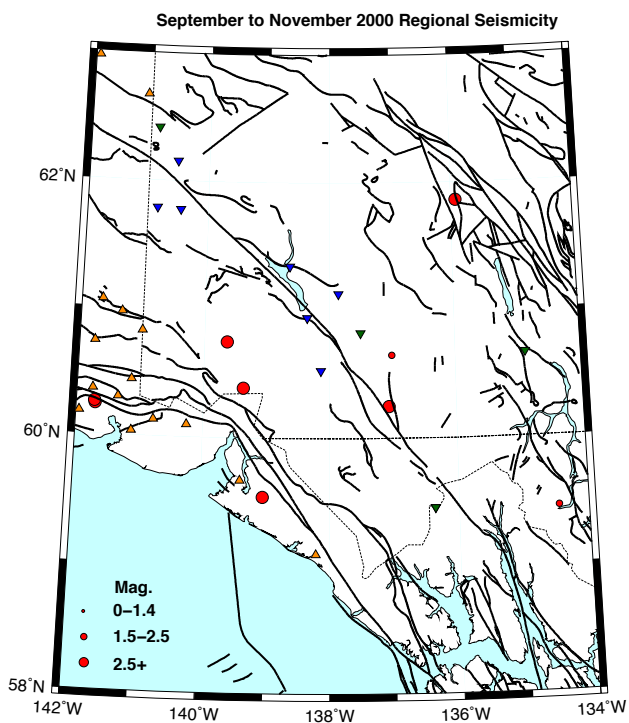 September to November 2000 Regional Seismicity
62°N
60°N
Mag.
0–1.4
1.5–2.5
2.5+
58°N
142°W 140°W 138°W 136°W 134°W